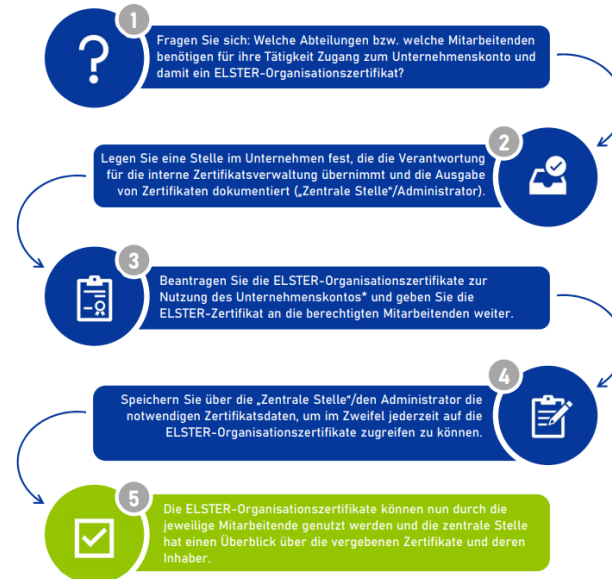 1
Fragen Sie sich: Welche Abteilungen bzw. welche Mitarbeitenden
benötigen für ihre Tätigkeit Zugang zum Unternehmenskonto und
damit ein ELSTER-Organisationszertifikat?
2
Legen Sie eine Stelle im Unternehmen fest, die die Verantwortung
für die interne Zertifikatsverwaltung übernimmt und die Ausgabe
von Zertifikaten dokumentiert („Zentrale Stelle“/Administrator).
3
Beantragen Sie die ELSTER-Organisationszertifikate zur
Nutzung des Unternehmenskontos* und geben Sie die
ELSTER-Zertifikat an die berechtigten Mitarbeitenden weiter.
4
Speichern Sie über die „Zentrale Stelle“/den Administrator die
notwendigen Zertifikatsdaten, um im Zweifel jederzeit auf die
ELSTER-Organisationszertifikate zugreifen zu können.
5
Die ELSTER-Organisationszertifikate können nun durch die
jeweilige Mitarbeitende genutzt werden und die zentrale Stelle
hat einen Überblick über die vergebenen Zertifikate und deren
Inhaber.